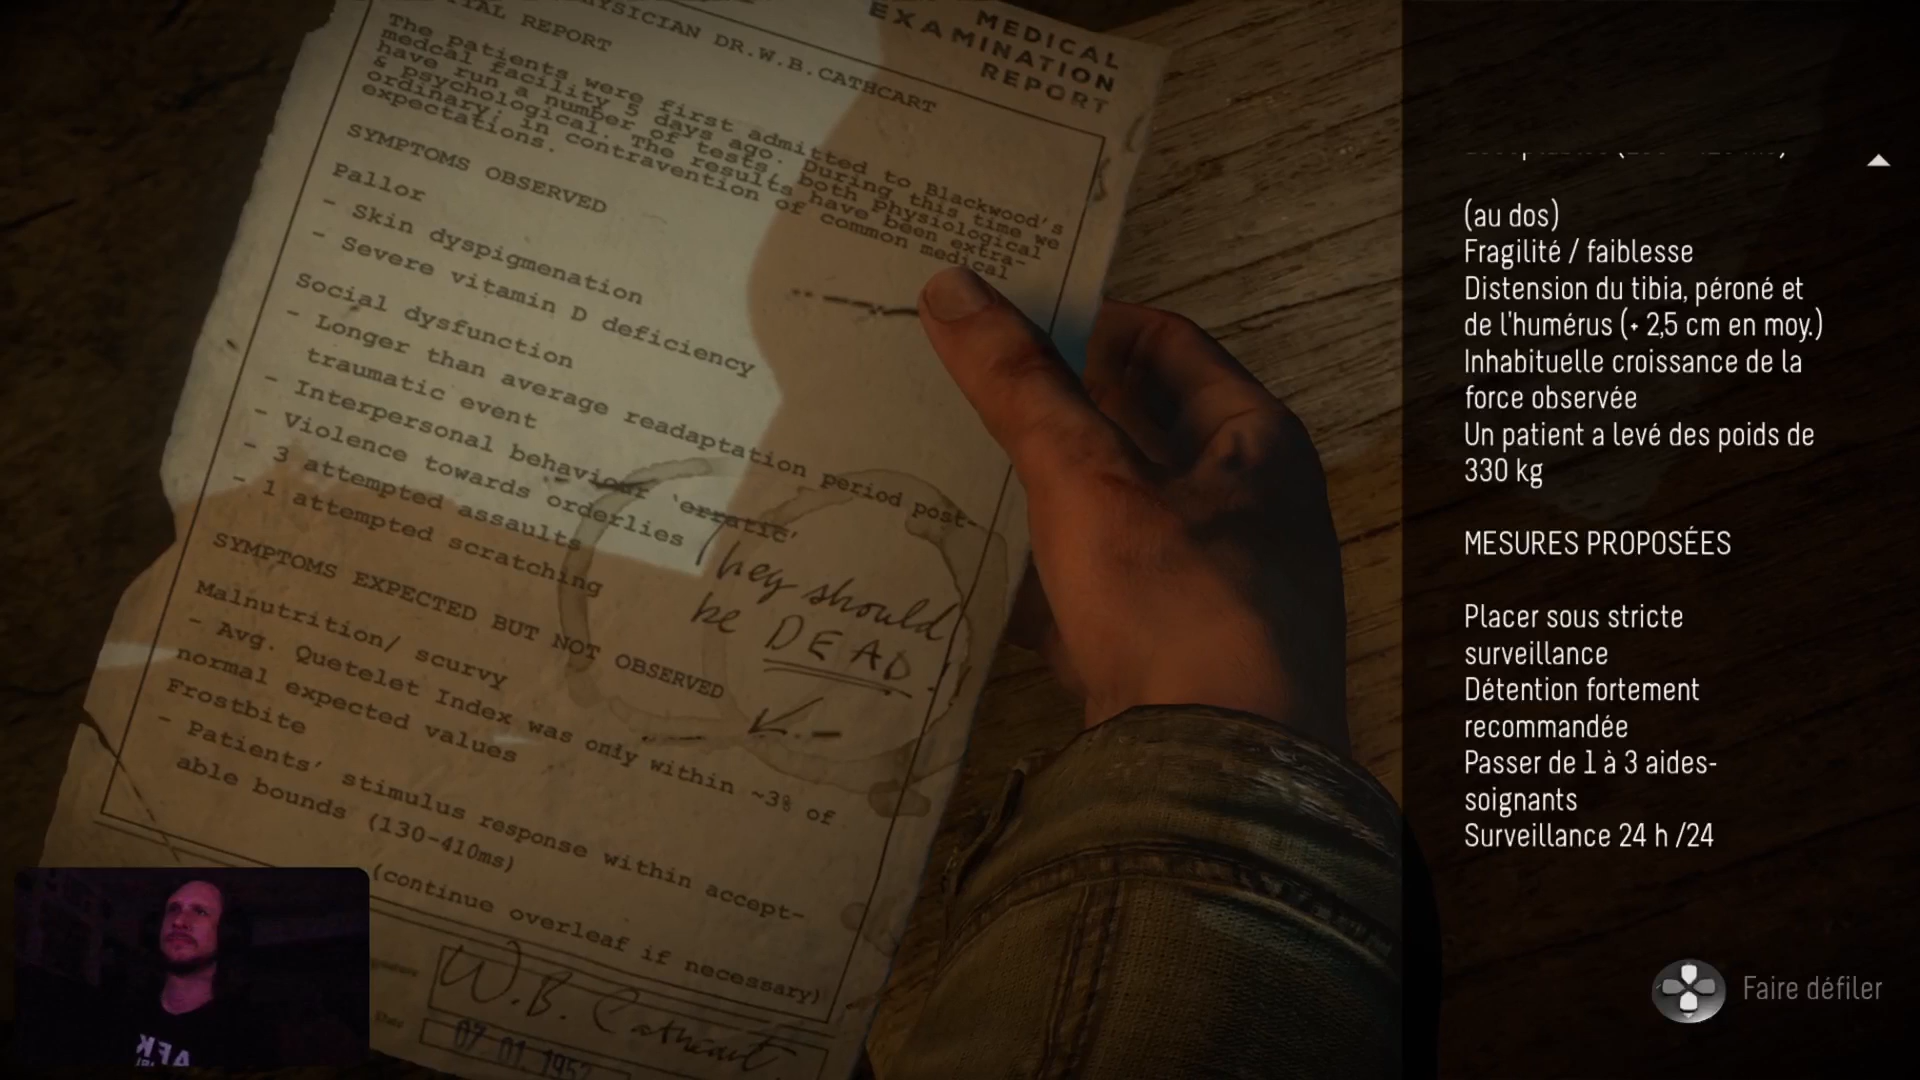 MEDICAL
EXAMINATION
REPORT
PHYSICIAN DR.W.B.CATHCART
REPORT
The patients were first admitted to Blackwood's
medcal facility 5 days ago. During this time we
have run a number of tests, both physiological
& psychological. The results have been extra-
ordinary; in contravention of common medical
expectations.
SYMPTOMS OBSERVED
Pallor
- Skin dyspigmenation
- Severe vitamin D deficiency
Social dysfunction
- Longer than average readaptation period post-
traumatic event
- Interpersonal behaviour 'erratic'
- Violence towards orderlies
- 3 attempted assaults
- 1 attempted scratching
They should
be DEAD.
SYMPTOMS EXPECTED BUT NOT OBSERVED
Malnutrition/ scurvy
- Avg. Quetelet Index was only within ~3% of
normal expected values
Frostbite
- Patients' stimulus response within accept-
able bounds (130-410ms)
(continue overleaf if necessary)
W.B. Cathcart
07 01 1952
(au dos)
Fragilité / faiblesse
Distension du tibia, péroné et
de l'humérus (+ 2,5 cm en moy.)
Inhabituelle croissance de la
force observée
Un patient a levé des poids de
330 kg
MESURES PROPOSÉES
Placer sous stricte
surveillance
Détention fortement
recommandée
Passer de 1 à 3 aides-
soignants
Surveillance 24 h /24
Faire défiler
AFK